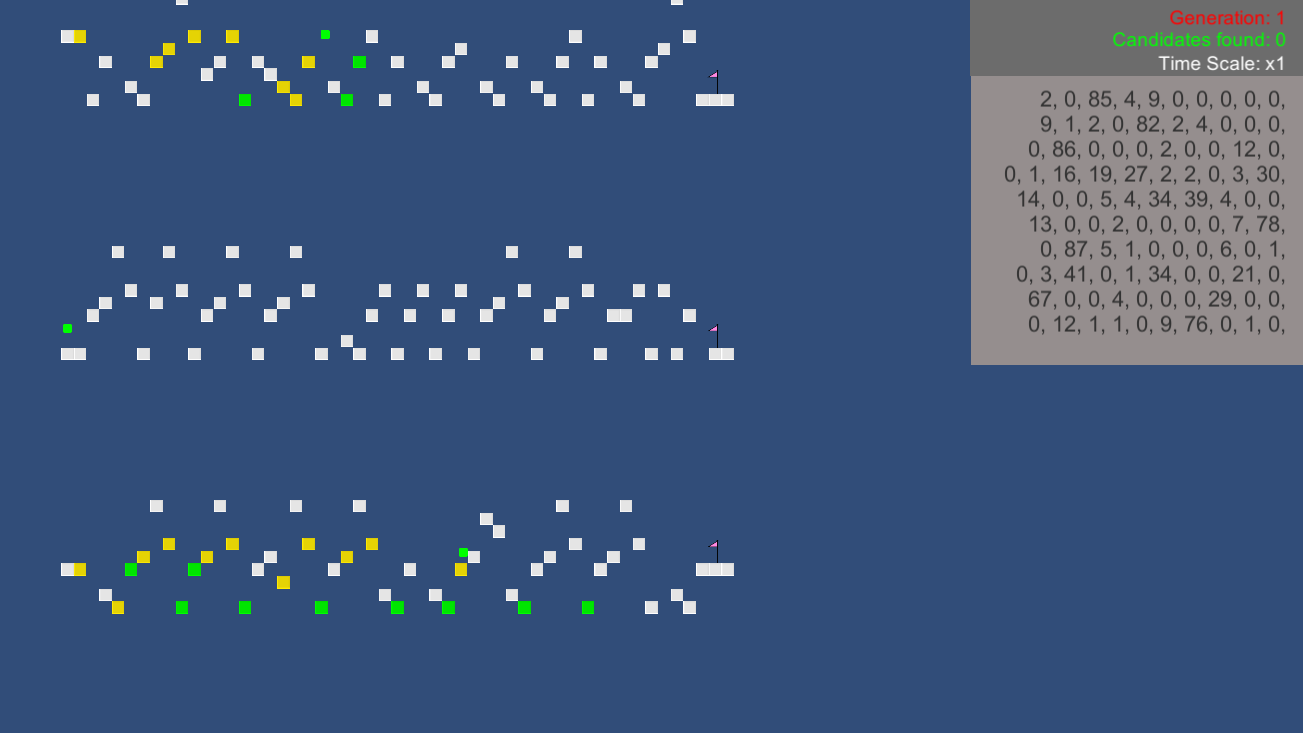 Generation: 1
Candidates found: 0
Time Scale: x1
2, 0, 85, 4, 9, 0, 0, 0, 0, 0,
9, 1, 2, 0, 82, 2, 4, 0, 0, 0,
0, 86, 0, 0, 0, 2, 0, 0, 12, 0,
0, 1, 16, 19, 27, 2, 2, 0, 3, 30,
14, 0, 0, 5, 4, 34, 39, 4, 0, 0,
13, 0, 0, 2, 0, 0, 0, 0, 7, 78,
0, 87, 5, 1, 0, 0, 0, 6, 0, 1,
0, 3, 41, 0, 1, 34, 0, 0, 21, 0,
67, 0, 0, 4, 0, 0, 0, 29, 0, 0,
0, 12, 1, 1, 0, 9, 76, 0, 1, 0,